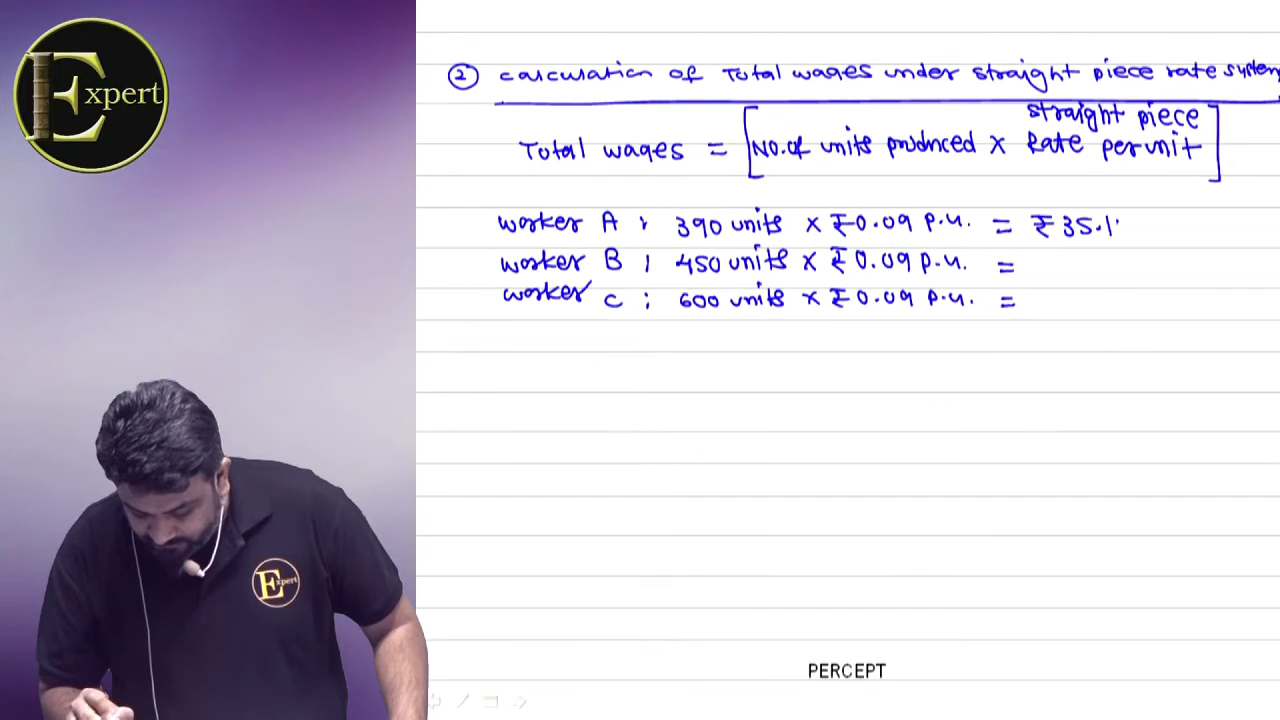 Expert
② calculation of Total wages under straight piece rate system
Total wages = [No. of units produced × straight piece Rate per unit]
worker A : 390 units × ₹0.09 p.u. = ₹35.1
worker B : 450 units × ₹0.09 p.u. =
worker C : 600 units × ₹0.09 p.u. =
Expert
PERCEPT